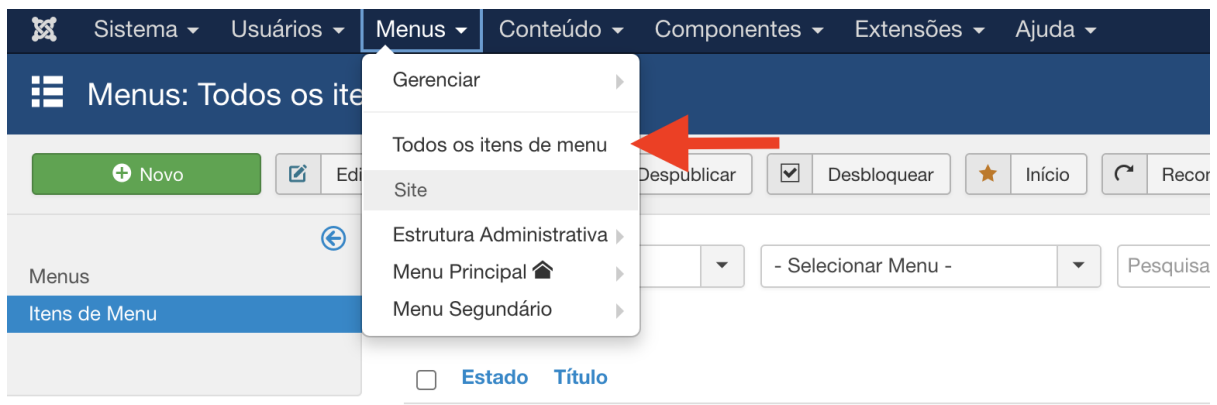 Sistema Usuários Menus Conteúdo Componentes Extensões Ajuda
Menus: Todos os ite
Gerenciar
Todos os itens de menu
Site
Estrutura Administrativa
Menu Principal
Menu Segundário
Novo Edi Despublicar Desbloquear Início Recor
Menus
Itens de Menu
- Selecionar Menu - Pesquisa
Estado Título